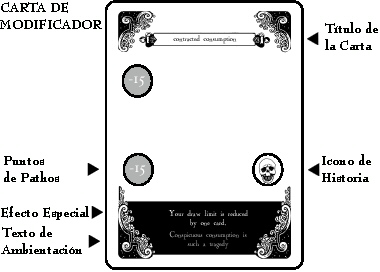 CARTA DE
MODIFICADOR
contracted consumption
Título de
la Carta
-15
-15
Puntos
de Pathos
Icono de
Historia
Efecto Especial
Your draw limit is reduced
by one card.
Texto de
Ambientación
Conspicuous consumption is
such a tragedy